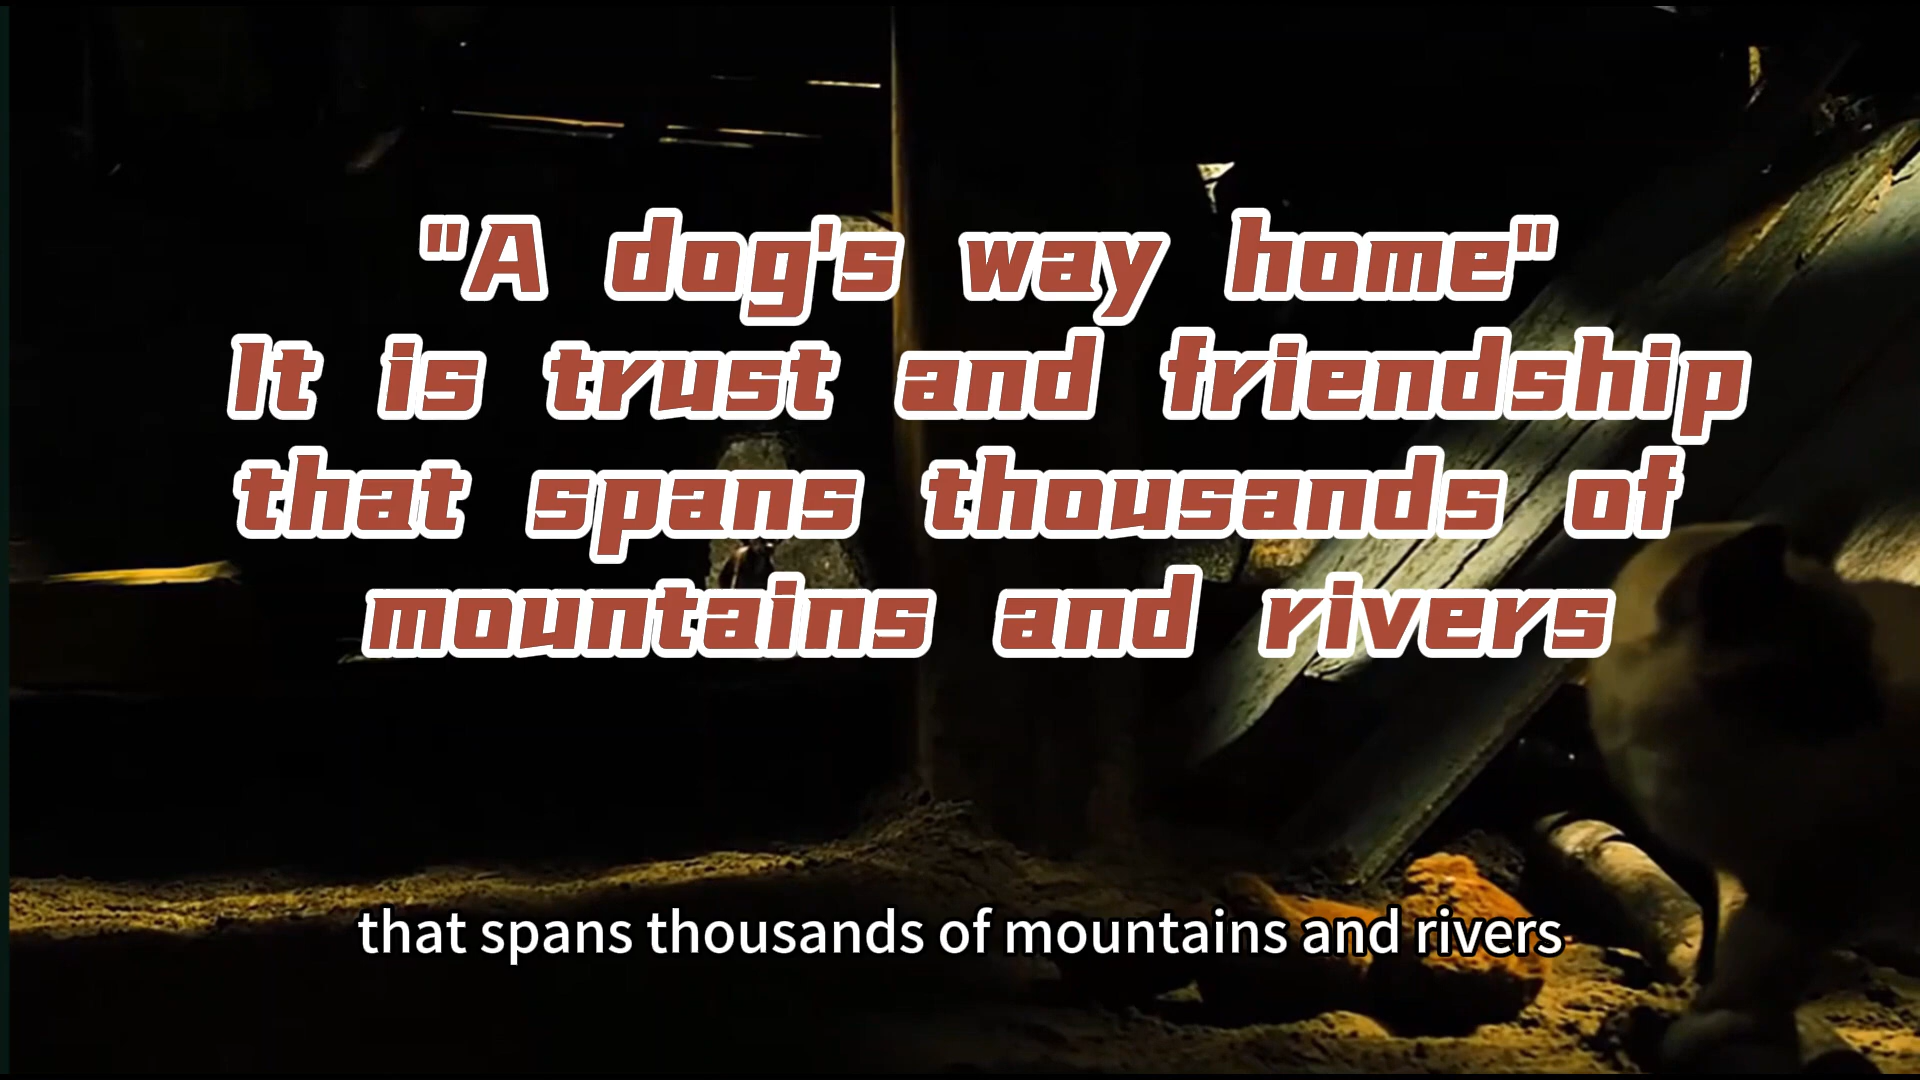 "A dog's way home"
It is trust and friendship
that spans thousands of
mountains and rivers
that spans thousands of mountains and rivers